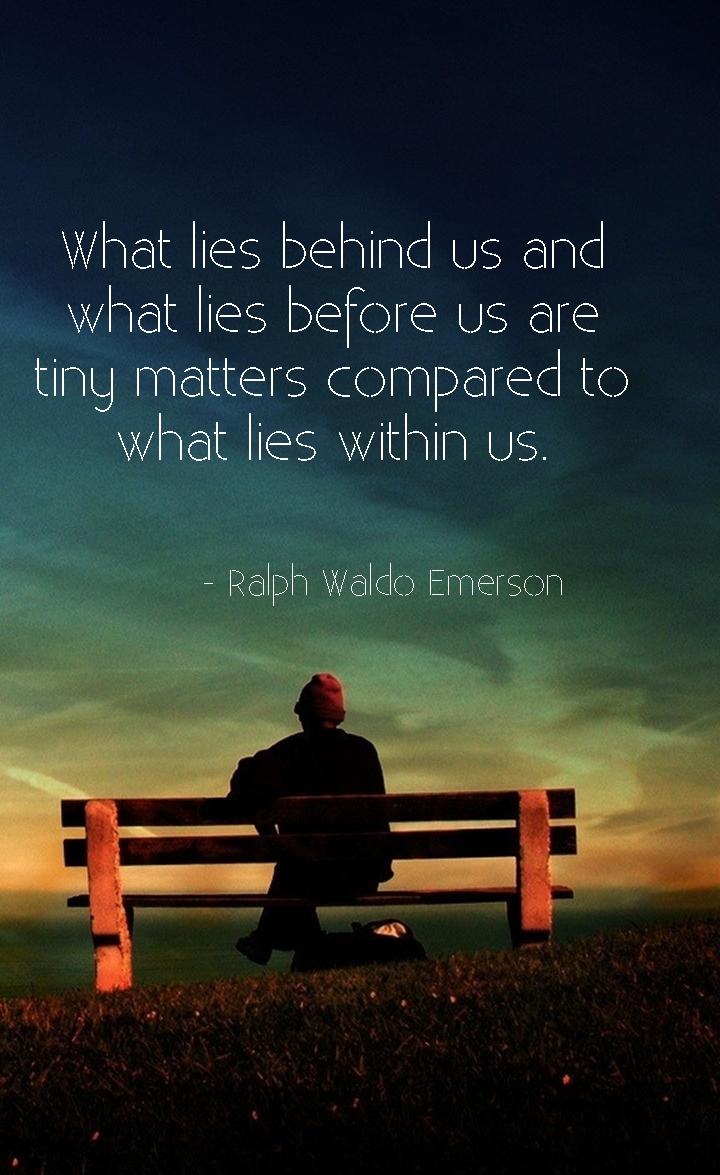 What lies behind us and
what lies before us are
tiny matters compared to
what lies within us.
- Ralph Waldo Emerson